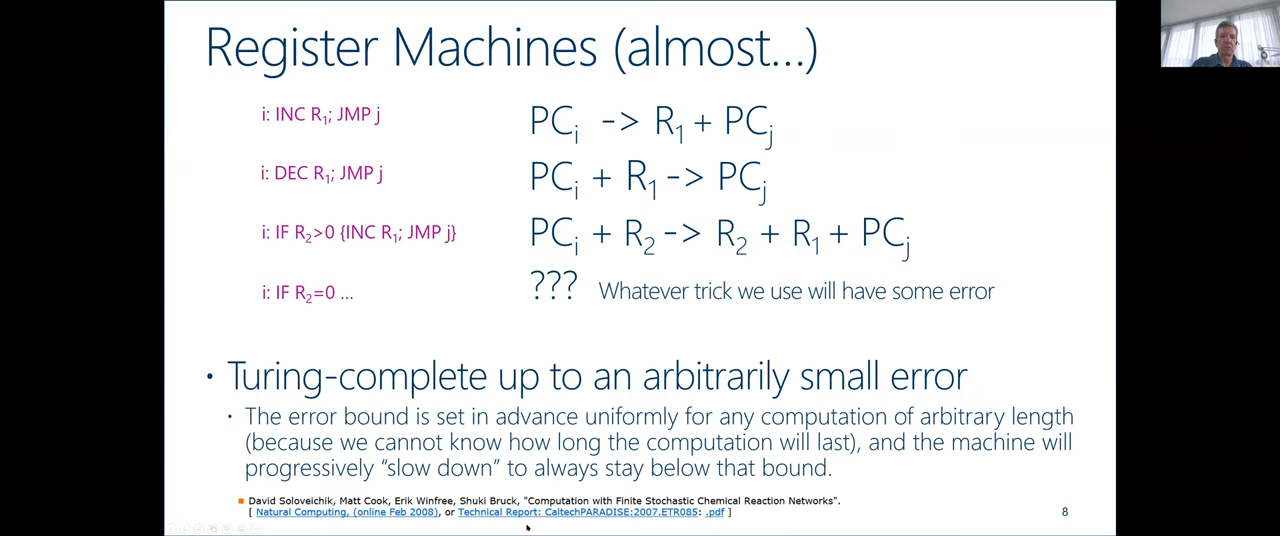 Register Machines (almost...)
i: INC R₁; JMP j
PCᵢ -> R₁ + PCⱼ
i: DEC R₁; JMP j
PCᵢ + R₁ -> PCⱼ
i: IF R₂>0 {INC R₁; JMP j}
PCᵢ + R₂ -> R₂ + R₁ + PCⱼ
i: IF R₂=0 ...
??? Whatever trick we use will have some error
• Turing-complete up to an arbitrarily small error
• The error bound is set in advance uniformly for any computation of arbitrary length
(because we cannot know how long the computation will last), and the machine will
progressively “slow down” to always stay below that bound.
David Soloveichik, Matt Cook, Erik Winfree, Shuki Bruck, "Computation with Finite Stochastic Chemical Reaction Networks".
[ Natural Computing, (online Feb 2008), or Technical Report: CaltechPARADISE:2007.ETR085: .pdf ]
8